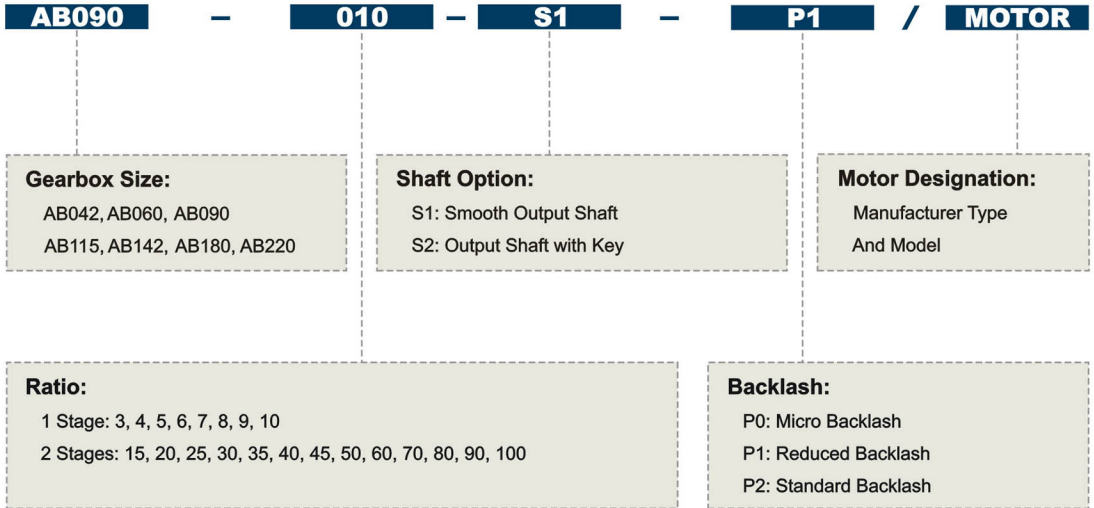 AB090 – 010 – S1 – P1 / MOTOR
Gearbox Size:
AB042, AB060, AB090
AB115, AB142, AB180, AB220
Shaft Option:
S1: Smooth Output Shaft
S2: Output Shaft with Key
Motor Designation:
Manufacturer Type
And Model
Ratio:
1 Stage: 3, 4, 5, 6, 7, 8, 9, 10
2 Stages: 15, 20, 25, 30, 35, 40, 45, 50, 60, 70, 80, 90, 100
Backlash:
P0: Micro Backlash
P1: Reduced Backlash
P2: Standard Backlash